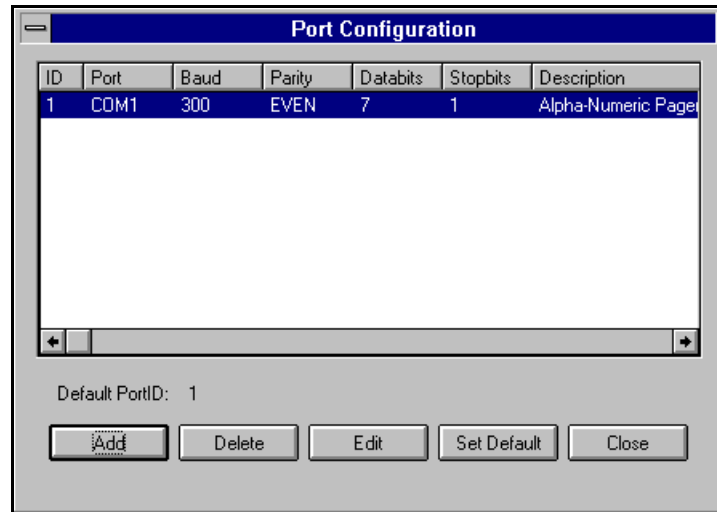 Port Configuration
ID Port Baud Parity Databits Stopbits Description
1 COM1 300 EVEN 7 1 Alpha-Numeric Pager
Default PortID: 1
Add Delete Edit Set Default Close